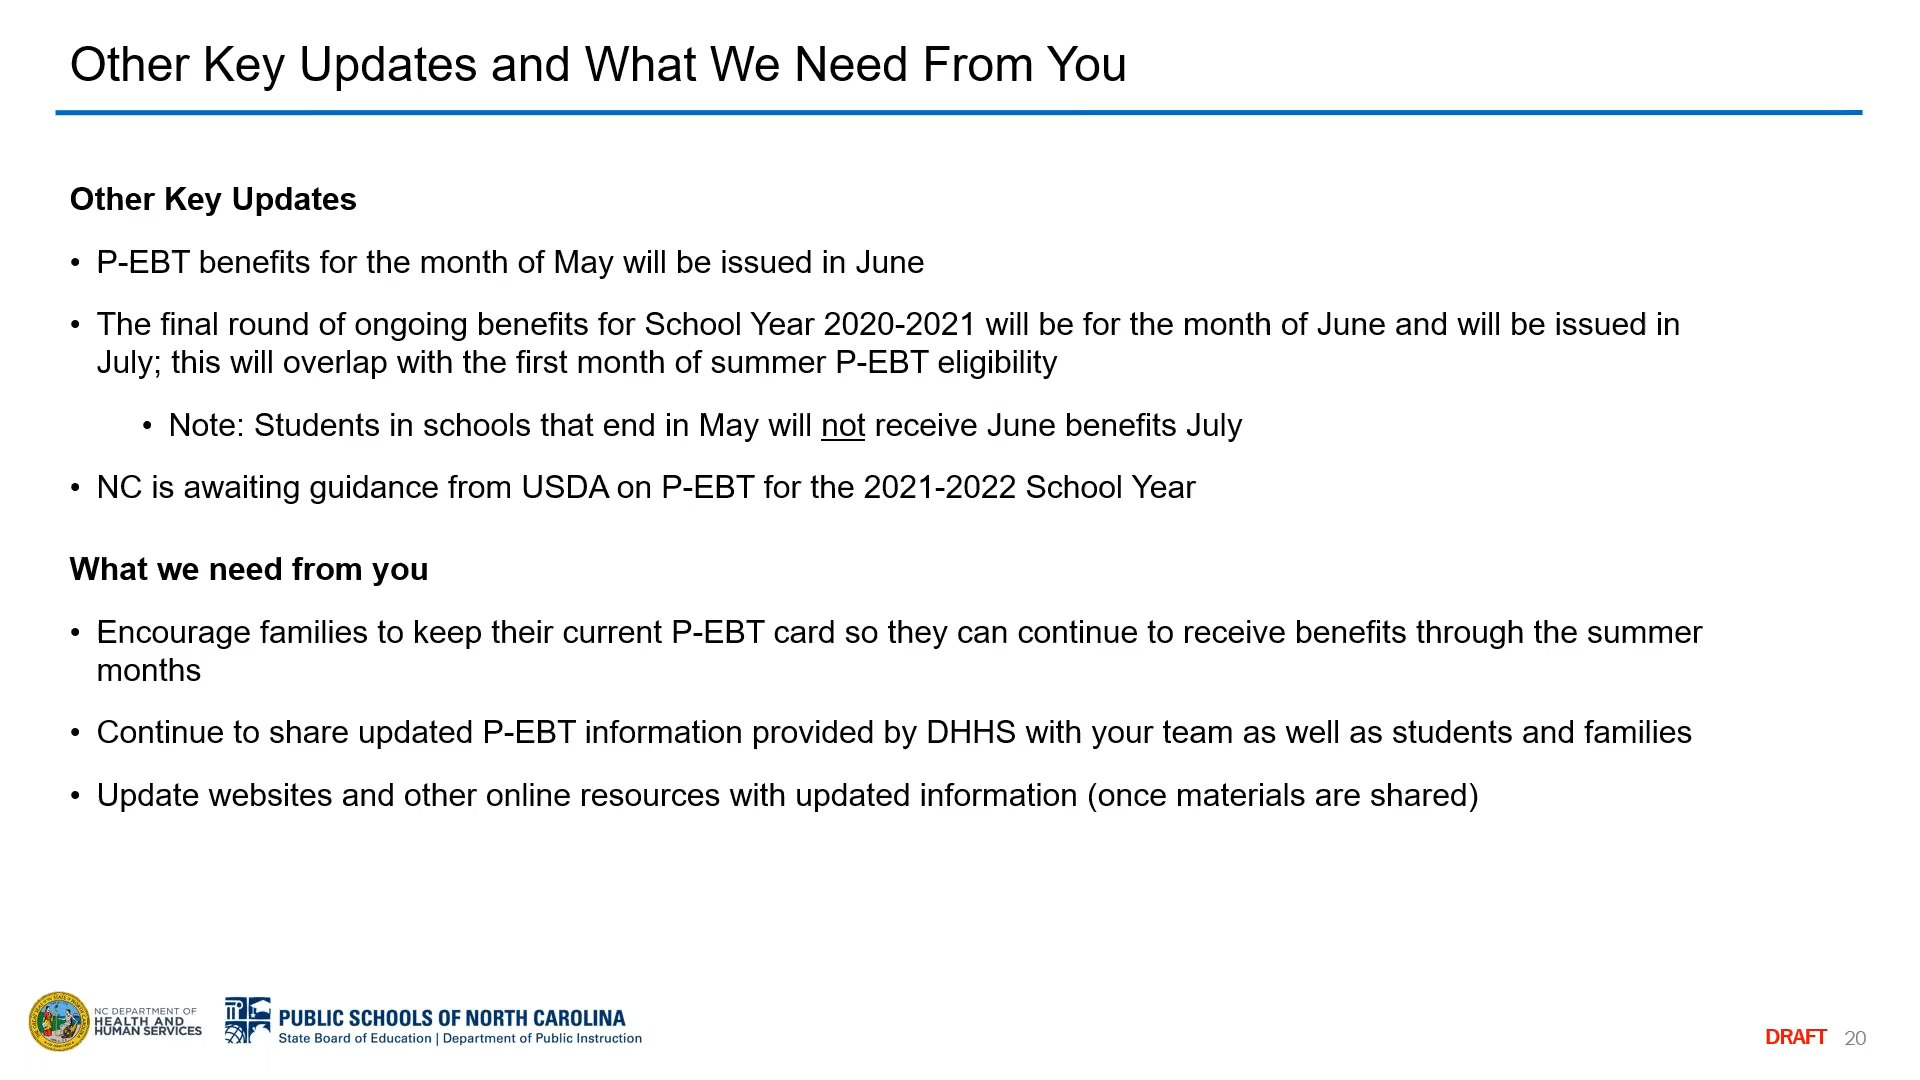 Other Key Updates and What We Need From You
Other Key Updates
• P-EBT benefits for the month of May will be issued in June
• The final round of ongoing benefits for School Year 2020-2021 will be for the month of June and will be issued in
July; this will overlap with the first month of summer P-EBT eligibility
• Note: Students in schools that end in May will not receive June benefits July
• NC is awaiting guidance from USDA on P-EBT for the 2021-2022 School Year
What we need from you
• Encourage families to keep their current P-EBT card so they can continue to receive benefits through the summer
months
• Continue to share updated P-EBT information provided by DHHS with your team as well as students and families
• Update websites and other online resources with updated information (once materials are shared)
NC DEPARTMENT OF
HEALTH AND
HUMAN SERVICES
PUBLIC SCHOOLS OF NORTH CAROLINA
State Board of Education | Department of Public Instruction
DRAFT 20